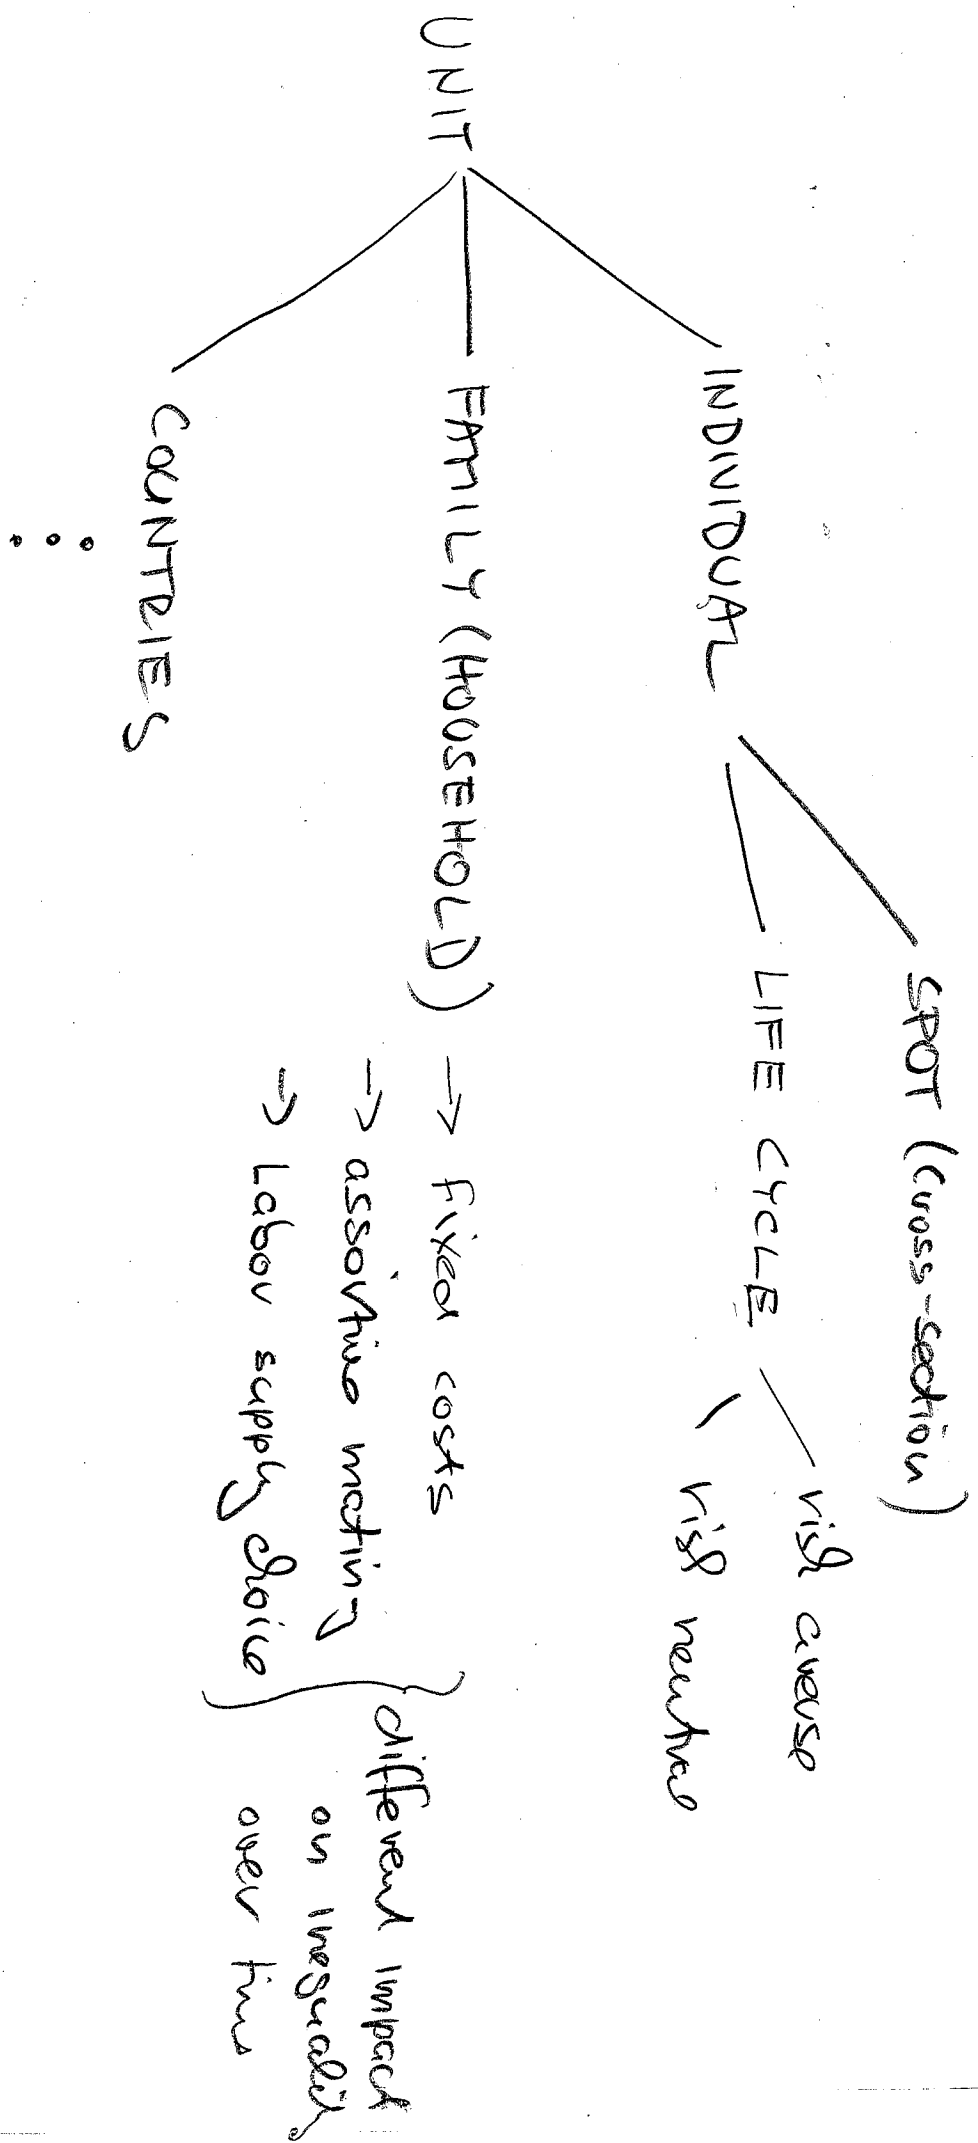 UNIT
INDIVIDUAL
SPOT (cross-section)
LIFE CYCLE
risk averse
risk neutral
FAMILY (HOUSEHOLD)
→ fixed costs
→ assortive mating
→ Labor supply choice
different impact
on inequality
over time
COUNTRIES
...